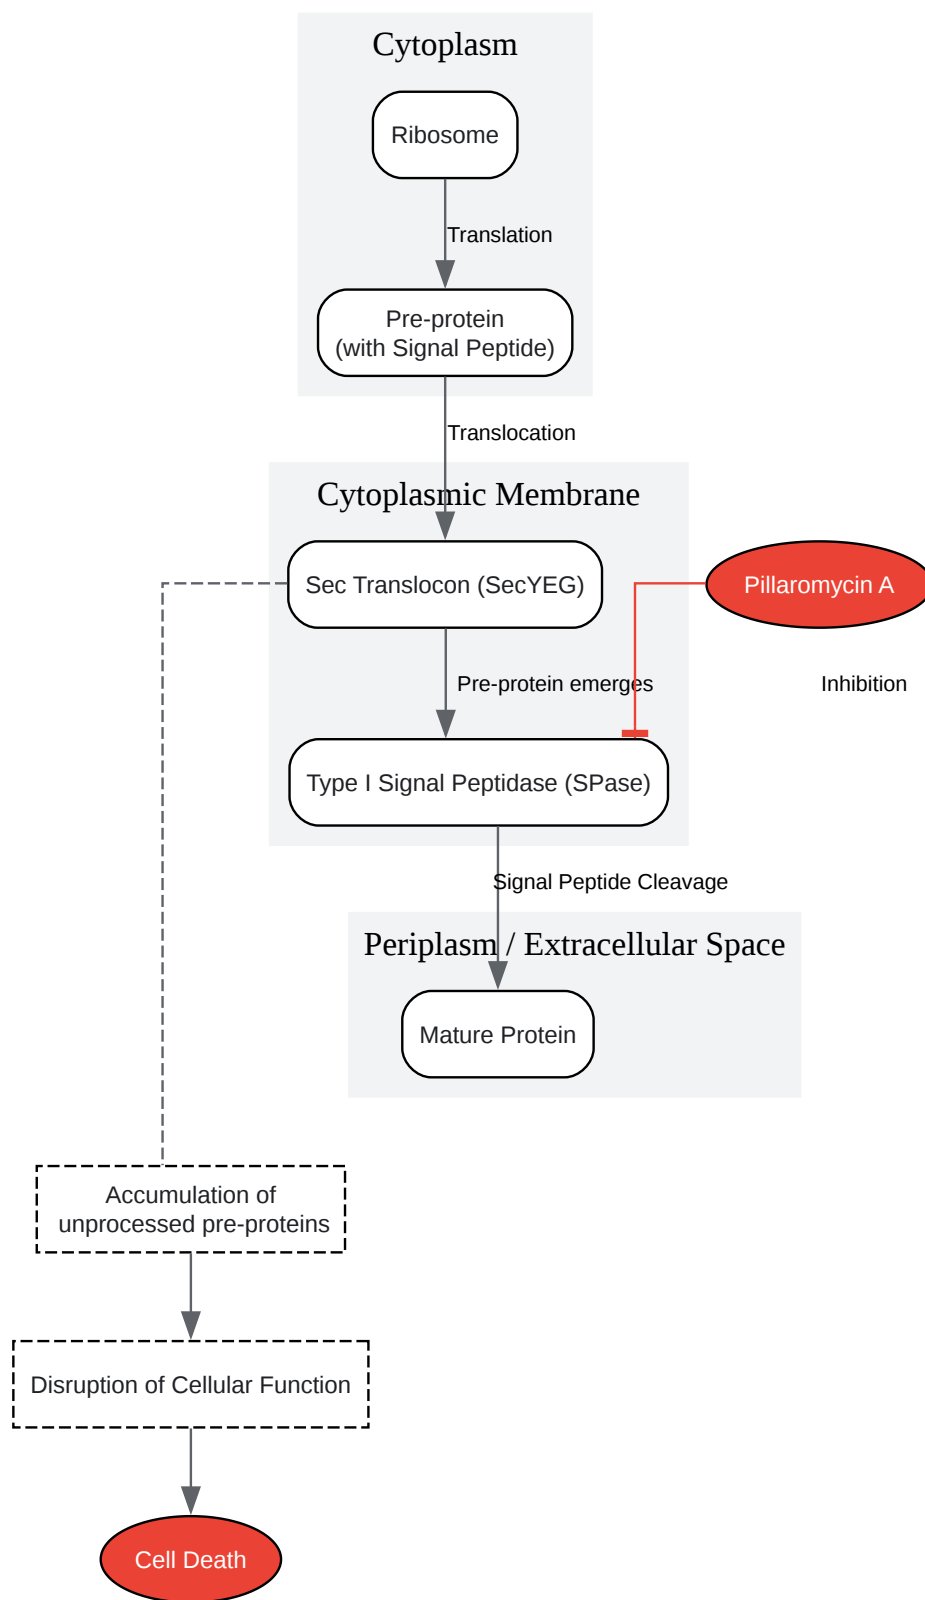 Cytoplasm
Ribosome
Translation
Pre-protein
(with Signal Peptide)
Translocation
Cytoplasmic Membrane
Sec Translocon (SecYEG)
Pillaromycin A
Pre-protein emerges
Inhibition
Type I Signal Peptidase (SPase)
Signal Peptide Cleavage
Periplasm / Extracellular Space
Mature Protein
Accumulation of
unprocessed pre-proteins
Disruption of Cellular Function
Cell Death